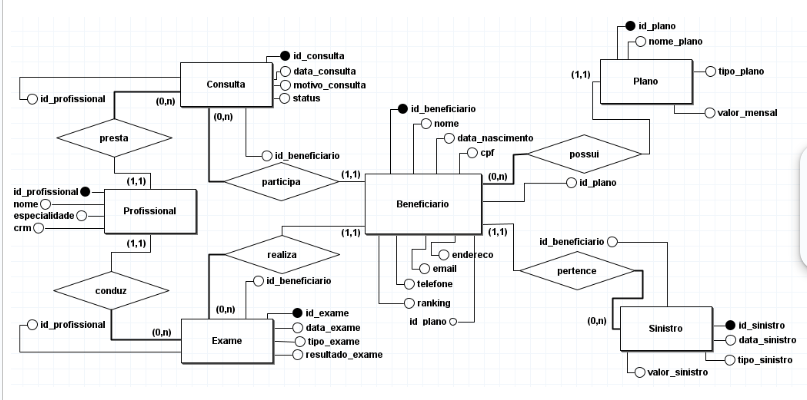 id_plano
nome_plano
Plano
tipo_plano
valor_mensal
(1,1)
id_consulta
data_consulta
motivo_consulta
status
Consulta
id_profissional
(0,n)
(0,n)
id_beneficiario
presta
(1,1)
participa
(1,1)
id_beneficiario
nome
data_nascimento
cpf
possui
(0,n)
id_plano
id_profissional
nome
especialidade
crm
Profissional
(1,1)
Beneficiario
(1,1)
(1,1)
realiza
id_beneficiario
pertence
endereco
email
telefone
ranking
id_plano
conduz
id_beneficiario
(0,n)
id_exame
data_exame
tipo_exame
resultado_exame
Exame
id_profissional
(0,n)
(0,n)
Sinistro
id_sinistro
data_sinistro
tipo_sinistro
valor_sinistro